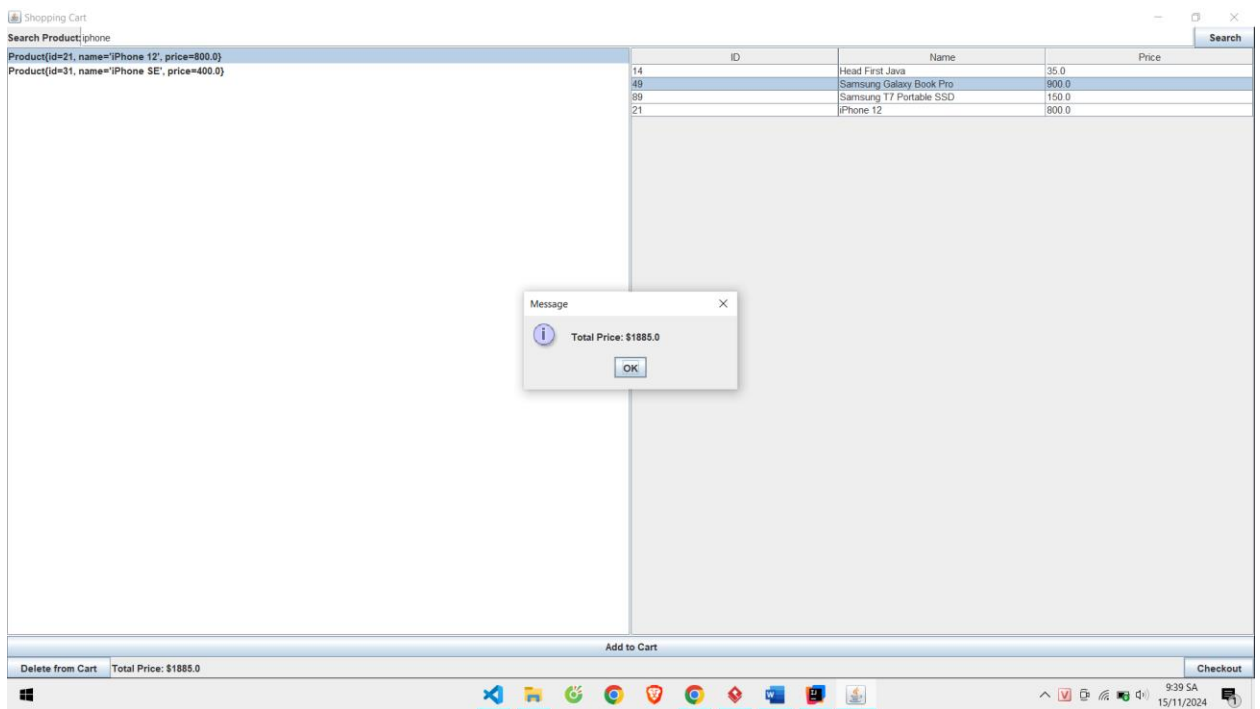 Shopping Cart
Search Product: iphone Search
Product{id=21, name='iPhone 12', price=800.0}
Product{id=31, name='iPhone SE', price=400.0}
ID Name Price
14 Head First Java 35.0
49 Samsung Galaxy Book Pro 900.0
89 Samsung T7 Portable SSD 150.0
21 iPhone 12 800.0
Message
Total Price: $1885.0
OK
Add to Cart
Delete from Cart Total Price: $1885.0 Checkout
9:39 SA
15/11/2024